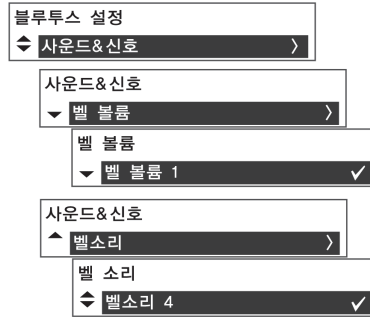 블루투스 설정
사운드&신호 〉
사운드&신호
벨 볼륨 〉
벨 볼륨
벨 볼륨 1 ✓
사운드&신호
벨소리 〉
벨 소리
벨소리 4 ✓